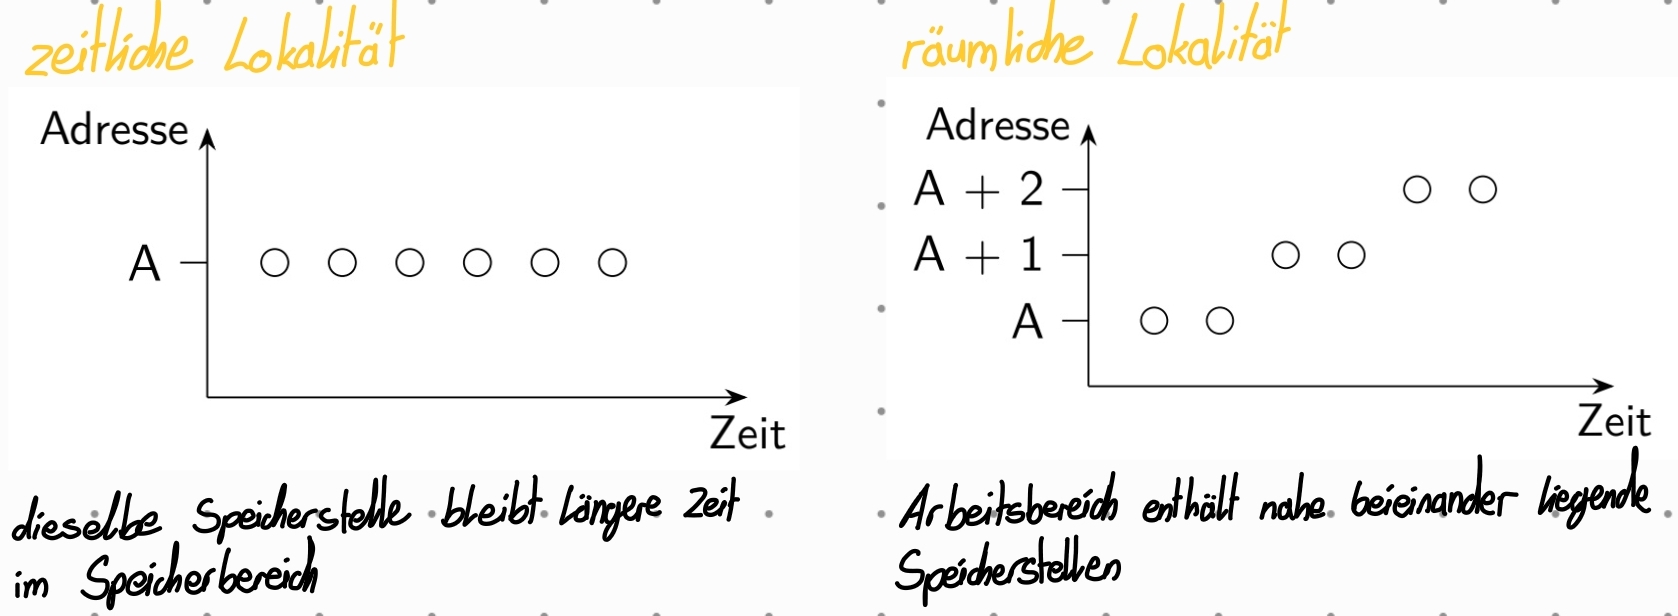 zeitliche Lokalität
Adresse
A
Zeit
dieselbe Speicherstelle bleibt längere Zeit
im Speicherbereich
räumliche Lokalität
Adresse
A + 2
A + 1
A
Zeit
Arbeitsbereich enthält nahe beieinander liegende
Speicherstellen